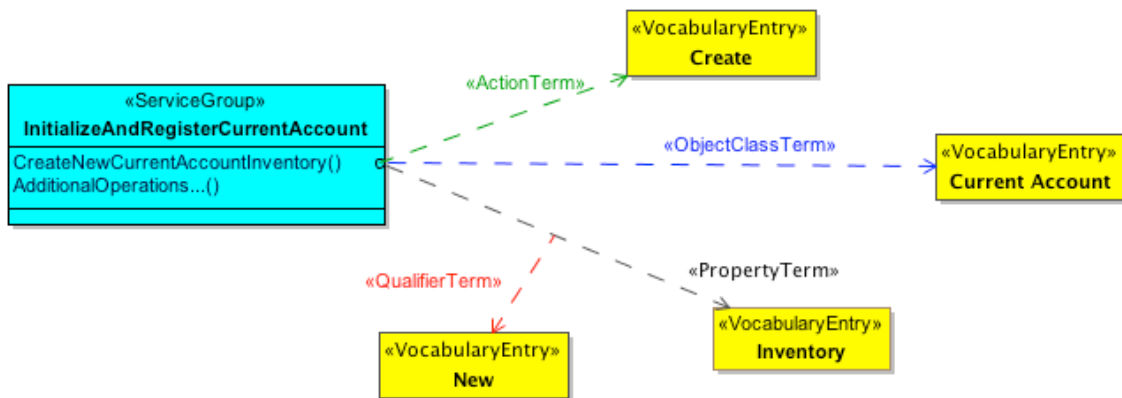 «VocabularyEntry»
Create
«ActionTerm»
«ServiceGroup»
InitializeAndRegisterCurrentAccount
CreateNewCurrentAccountInventory()
AdditionalOperations...()
«ObjectClassTerm»
«VocabularyEntry»
Current Account
«PropertyTerm»
«QualifierTerm»
«VocabularyEntry»
Inventory
«VocabularyEntry»
New